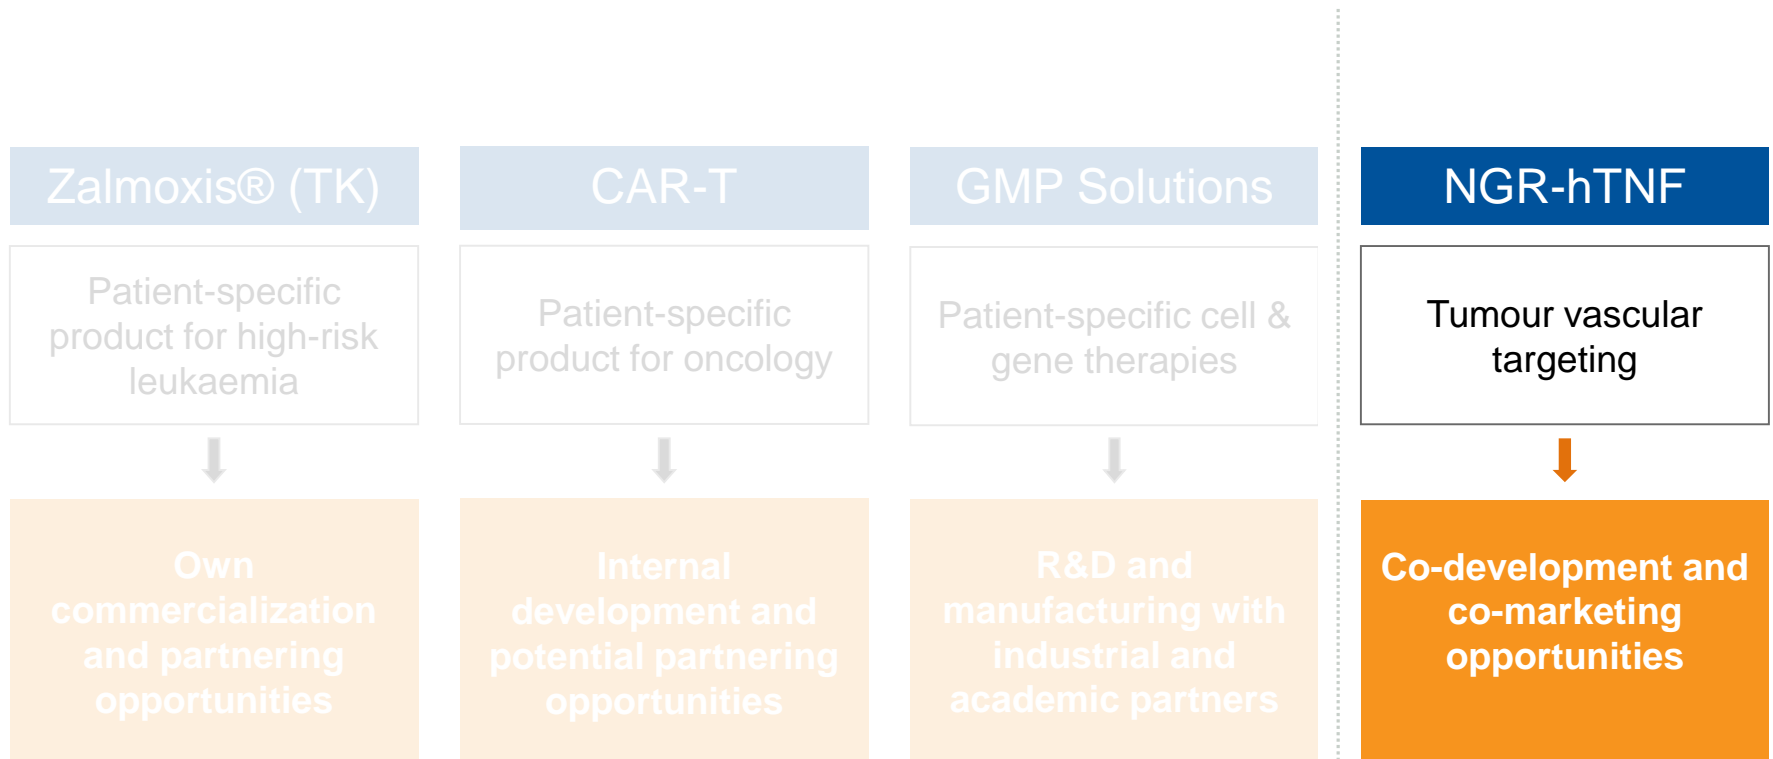 Zalmoxis® (TK)
Patient-specific
product for high-risk
leukaemia
Own
commercialization
and partnering
opportunities
CAR-T
Patient-specific
product for oncology
Internal
development and
potential partnering
opportunities
GMP Solutions
Patient-specific cell &
gene therapies
R&D and
manufacturing with
industrial and
academic partners
NGR-hTNF
Tumour vascular
targeting
Co-development and
co-marketing
opportunities